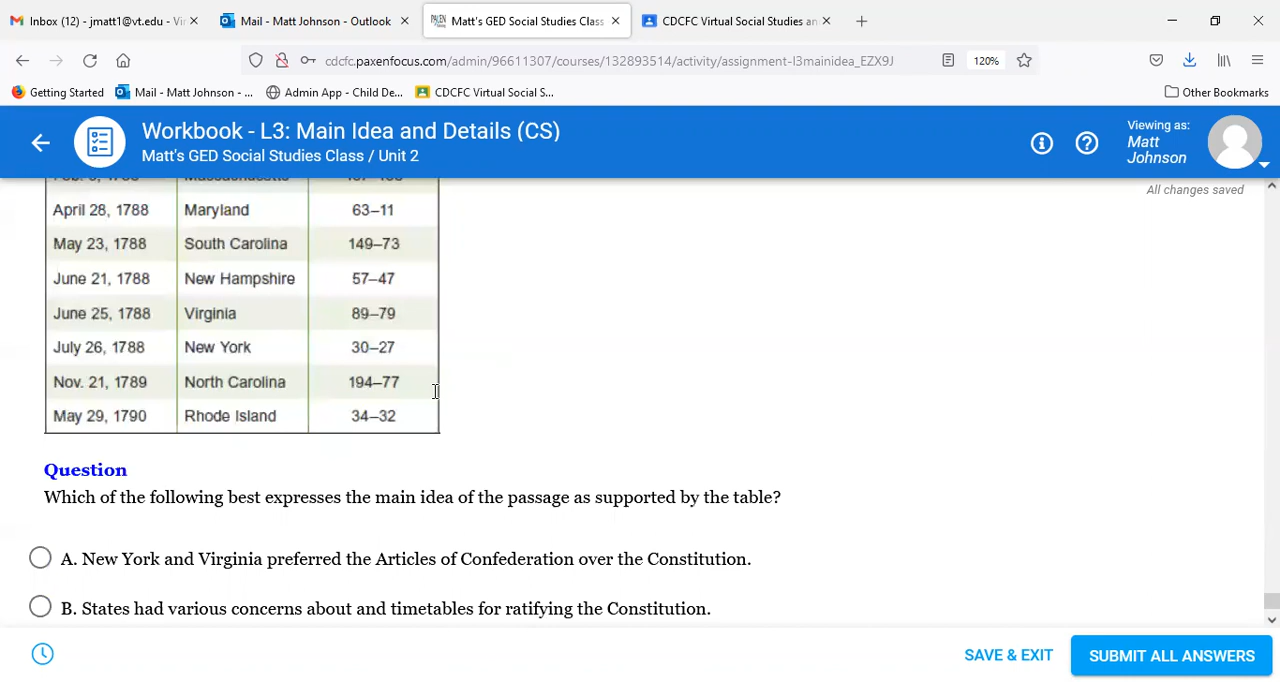 Inbox (12) - jmatt1@vt.edu - Vir
Mail - Matt Johnson - Outlook
PAXEN
Matt's GED Social Studies Class
CDCFC Virtual Social Studies an
cdcfc.paxenfocus.com/admin/96611307/courses/132893514/activity/assignment-l3mainidea_EZX9J
120%
Getting Started
Mail - Matt Johnson - ...
Admin App - Child De...
CDCFC Virtual Social S...
Other Bookmarks
Workbook - L3: Main Idea and Details (CS)
Matt's GED Social Studies Class / Unit 2
Viewing as:
Matt
Johnson
All changes saved
April 28, 1788 Maryland 63–11
May 23, 1788 South Carolina 149–73
June 21, 1788 New Hampshire 57–47
June 25, 1788 Virginia 89–79
July 26, 1788 New York 30–27
Nov. 21, 1789 North Carolina 194–77
May 29, 1790 Rhode Island 34–32
Question
Which of the following best expresses the main idea of the passage as supported by the table?
A. New York and Virginia preferred the Articles of Confederation over the Constitution.
B. States had various concerns about and timetables for ratifying the Constitution.
SAVE & EXIT
SUBMIT ALL ANSWERS